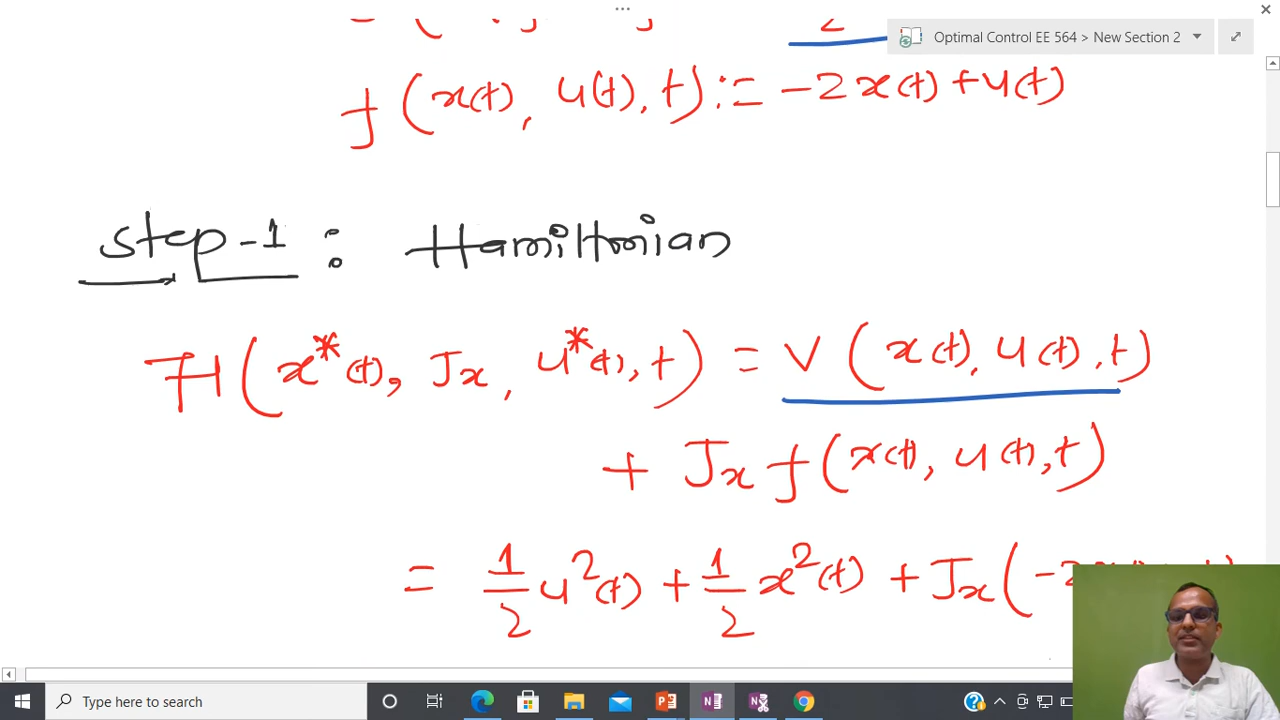 Optimal Control EE 564 > New Section 2
f (x(t), u(t), t) := -2x(t) + u(t)
Step-1 : Hamiltonian
H (x*(t), Jx, u*(t), t) = V (x(t), u(t), t)
+ Jx f (x(t), u(t), t)
= 1/2 u²(t) + 1/2 x²(t) + Jx (-2
Type here to search